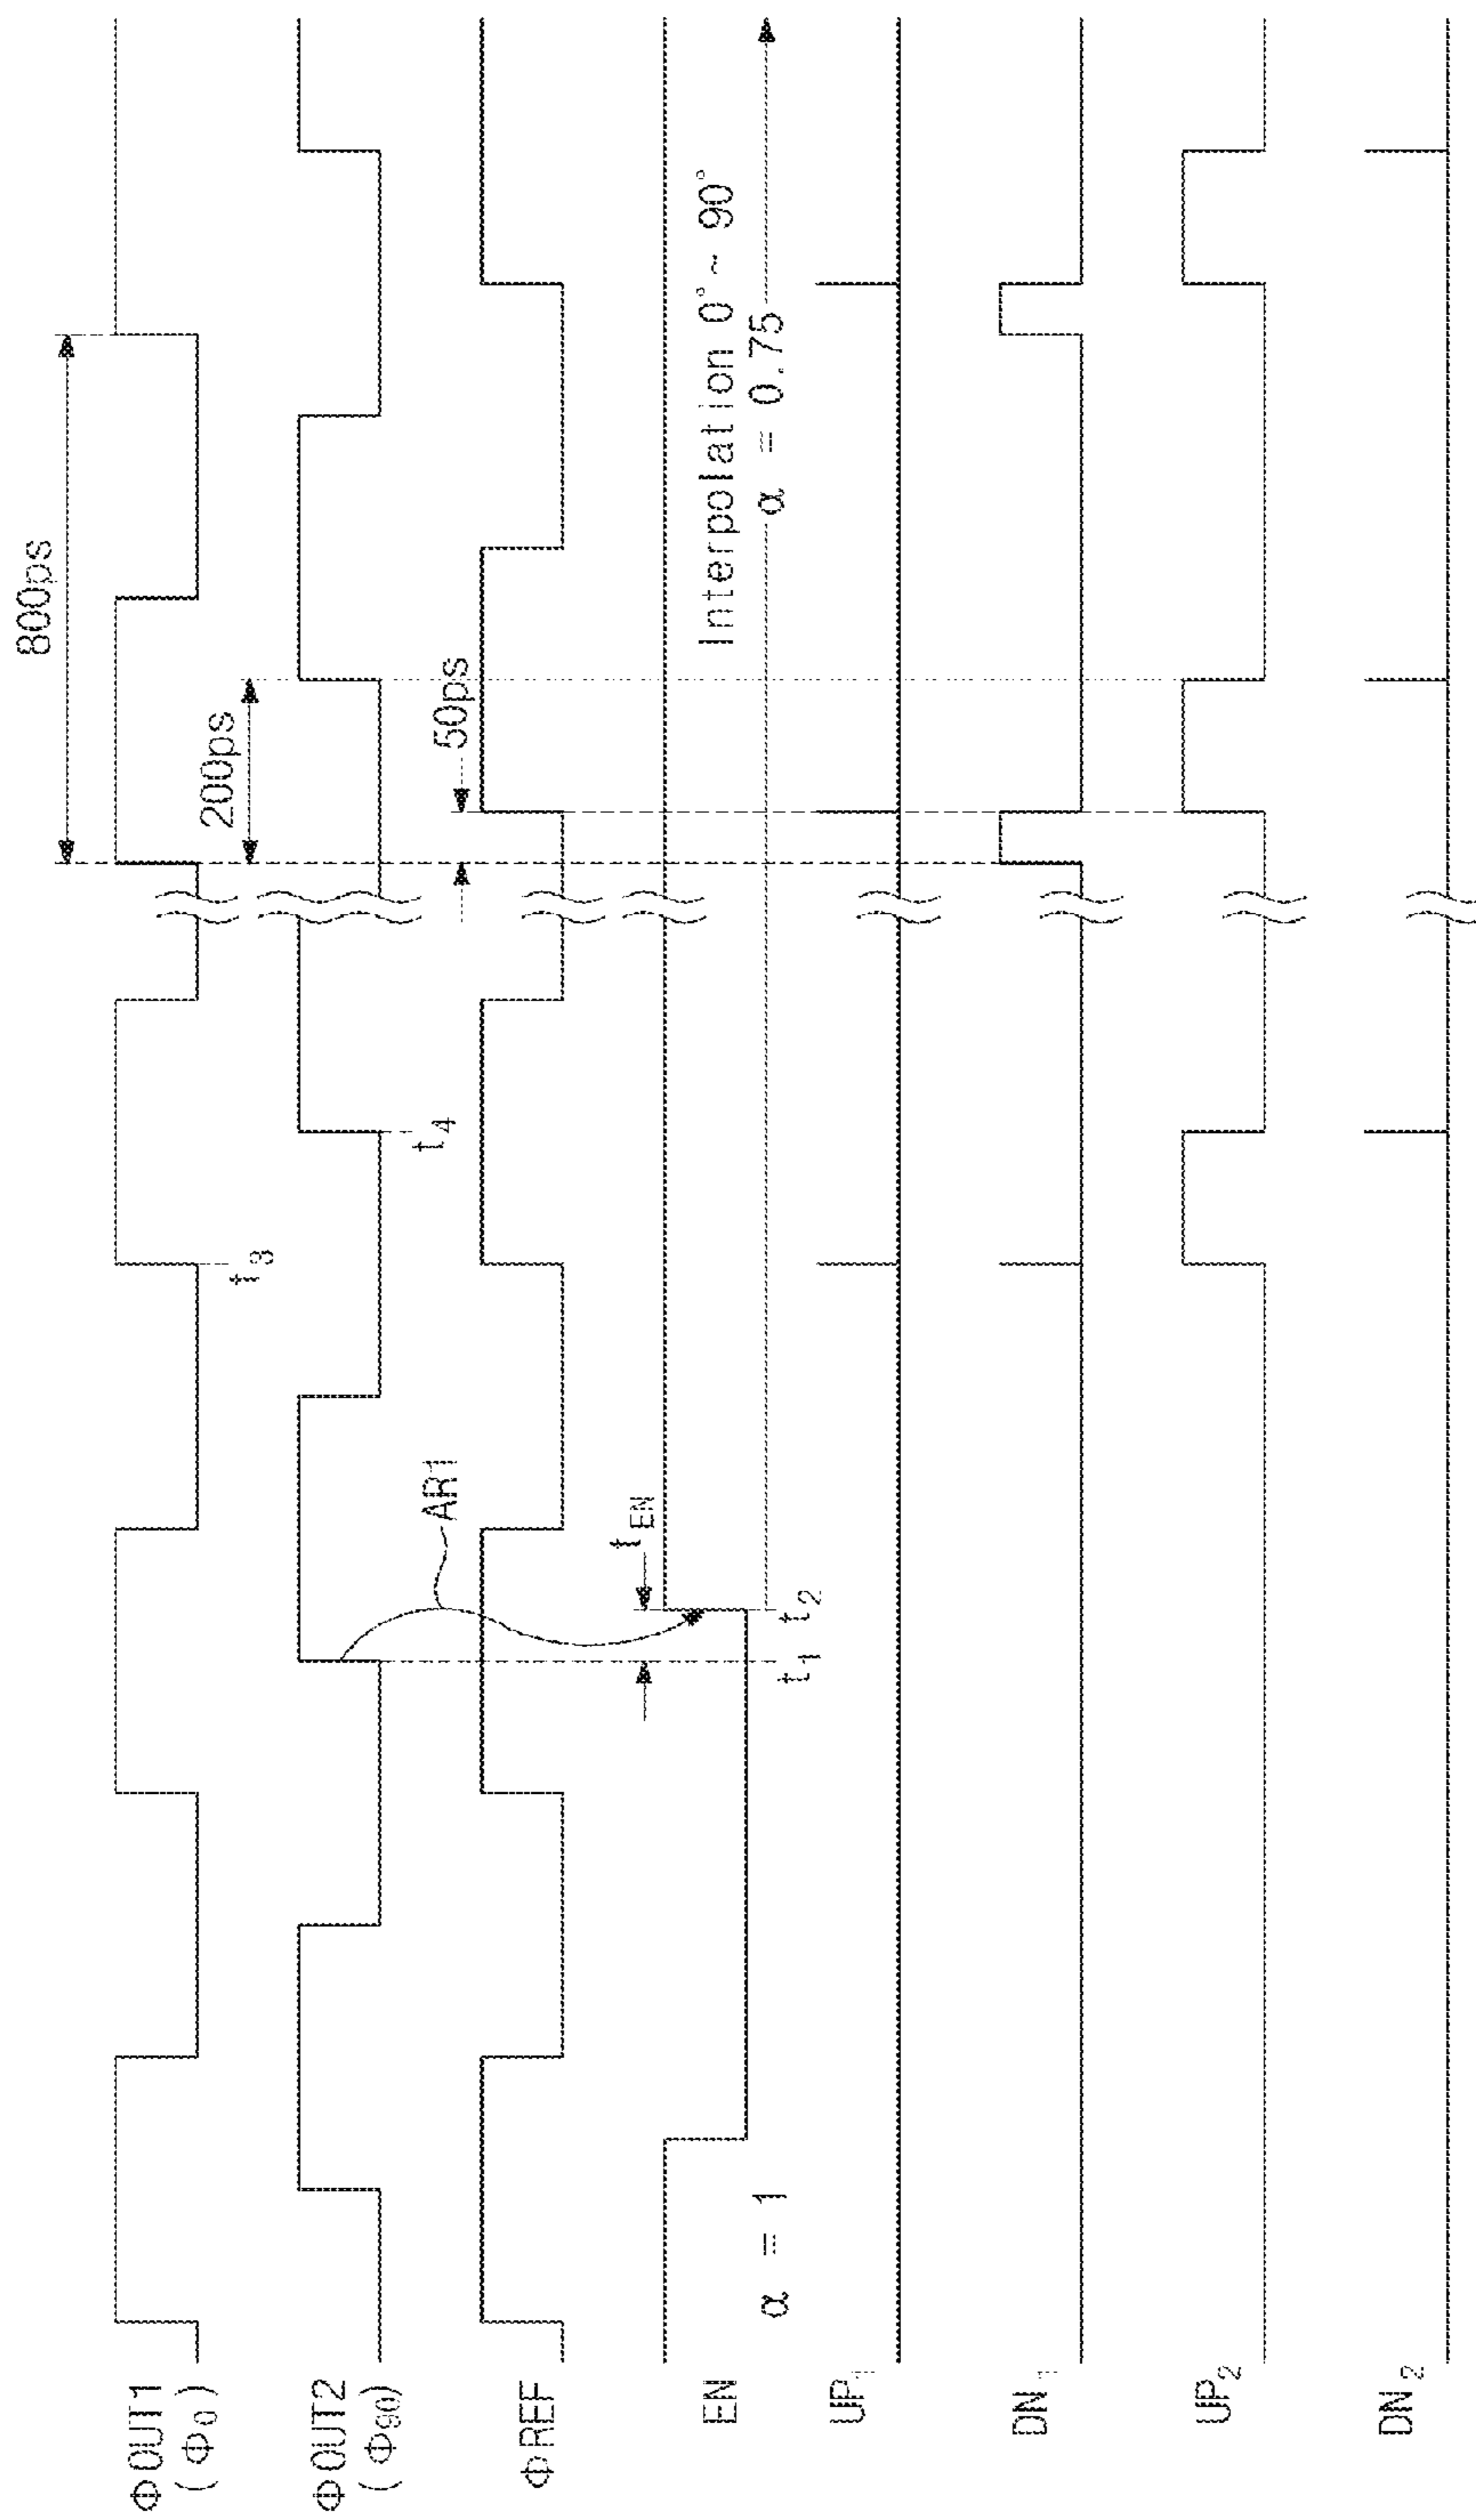 800ps
200ps
50ps
ΦOUT1
(Φ0)
t3
ΦOUT2
(Φ90)
t4
AR1
ΦREF
tEN
EN
t1 t2
α = 1
Interpolation 0° ~ 90°
α = 0.75
UP1
DN1
UP2
DN2